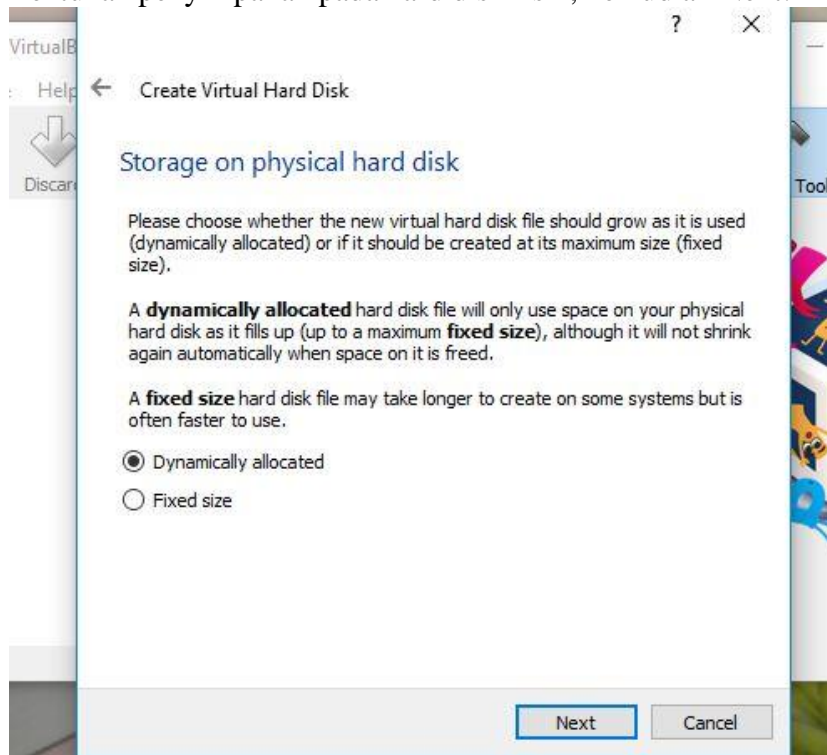 ?
VirtualB
Help
Create Virtual Hard Disk
Storage on physical hard disk
Discar
Tool
Please choose whether the new virtual hard disk file should grow as it is used
(dynamically allocated) or if it should be created at its maximum size (fixed
size).
A dynamically allocated hard disk file will only use space on your physical
hard disk as it fills up (up to a maximum fixed size), although it will not shrink
again automatically when space on it is freed.
A fixed size hard disk file may take longer to create on some systems but is
often faster to use.
Dynamically allocated
Fixed size
Next
Cancel